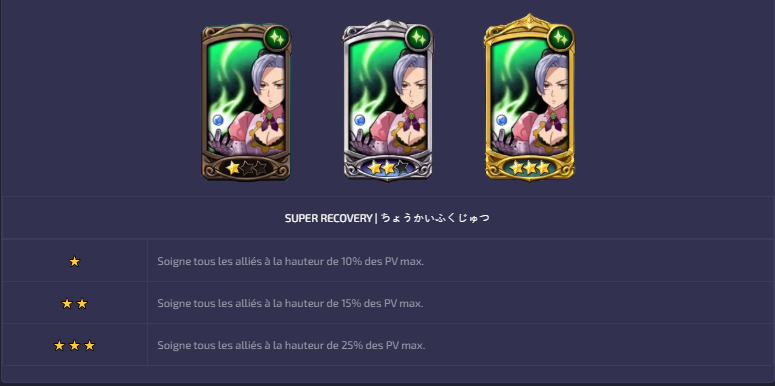 SUPER RECOVERY | ちょうかいふくじゅつ
Soigne tous les alliés à la hauteur de 10% des PV max.
Soigne tous les alliés à la hauteur de 15% des PV max.
Soigne tous les alliés à la hauteur de 25% des PV max.